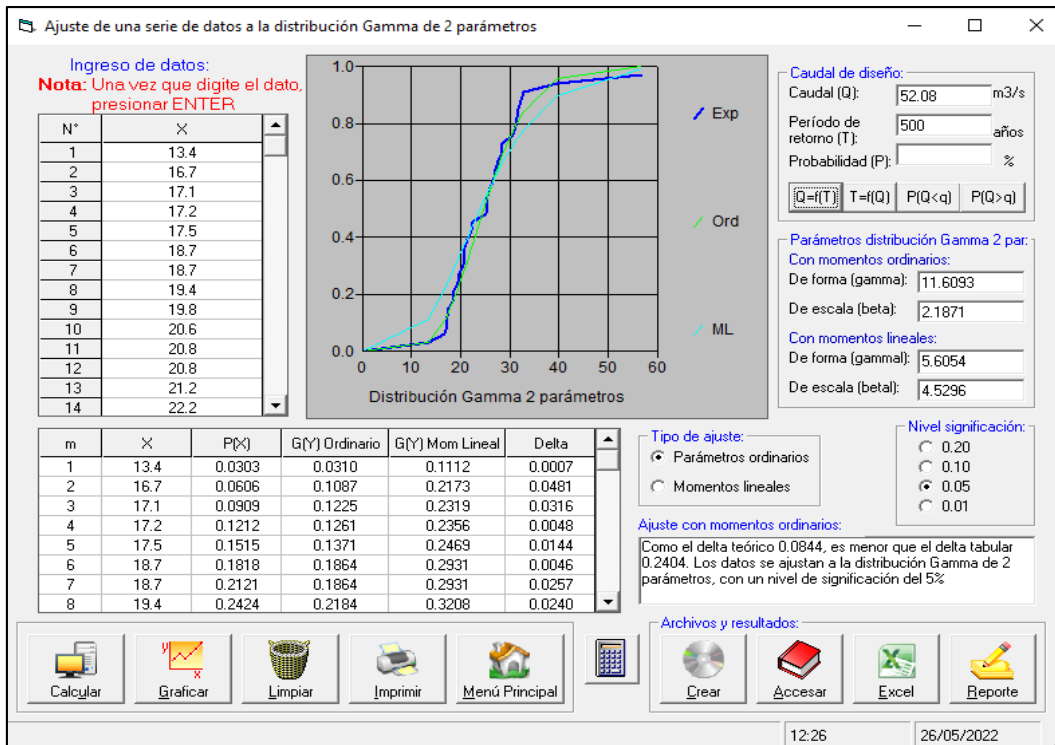 Ajuste de una serie de datos a la distribución Gamma de 2 parámetros
Ingreso de datos:
Nota: Una vez que digite el dato,
presionar ENTER
N° X
1 13.4
2 16.7
3 17.1
4 17.2
5 17.5
6 18.7
7 18.7
8 19.4
9 19.8
10 20.6
11 20.8
12 20.8
13 21.2
14 22.2
1.0
0.8
0.6
0.4
0.2
0.0
0 10 20 30 40 50 60
Distribución Gamma 2 parámetros
Exp
Ord
ML
Caudal de diseño:
Caudal (Q): 52.08 m3/s
Período de
retorno (T): 500 años
Probabilidad (P): %
Q=f(T) T=f(Q) P(Q<q) P(Q>q)
Parámetros distribución Gamma 2 par:
Con momentos ordinarios:
De forma (gamma): 11.6093
De escala (beta): 2.1871
Con momentos lineales:
De forma (gammal): 5.6054
De escala (betal): 4.5296
m X P(X) G(Y) Ordinario G(Y) Mom Lineal Delta
1 13.4 0.0303 0.0310 0.1112 0.0007
2 16.7 0.0606 0.1087 0.2173 0.0481
3 17.1 0.0909 0.1225 0.2319 0.0316
4 17.2 0.1212 0.1261 0.2356 0.0048
5 17.5 0.1515 0.1371 0.2469 0.0144
6 18.7 0.1818 0.1864 0.2931 0.0046
7 18.7 0.2121 0.1864 0.2931 0.0257
8 19.4 0.2424 0.2184 0.3208 0.0240
Tipo de ajuste:
Parámetros ordinarios
Momentos lineales
Nivel significación:
0.20
0.10
0.05
0.01
Ajuste con momentos ordinarios:
Como el delta teórico 0.0844, es menor que el delta tabular
0.2404. Los datos se ajustan a la distribución Gamma de 2
parámetros, con un nivel de significación del 5%
Calcular
Graficar
Limpiar
Imprimir
Menú Principal
Archivos y resultados:
Crear
Accesar
Excel
Reporte
12:26 26/05/2022